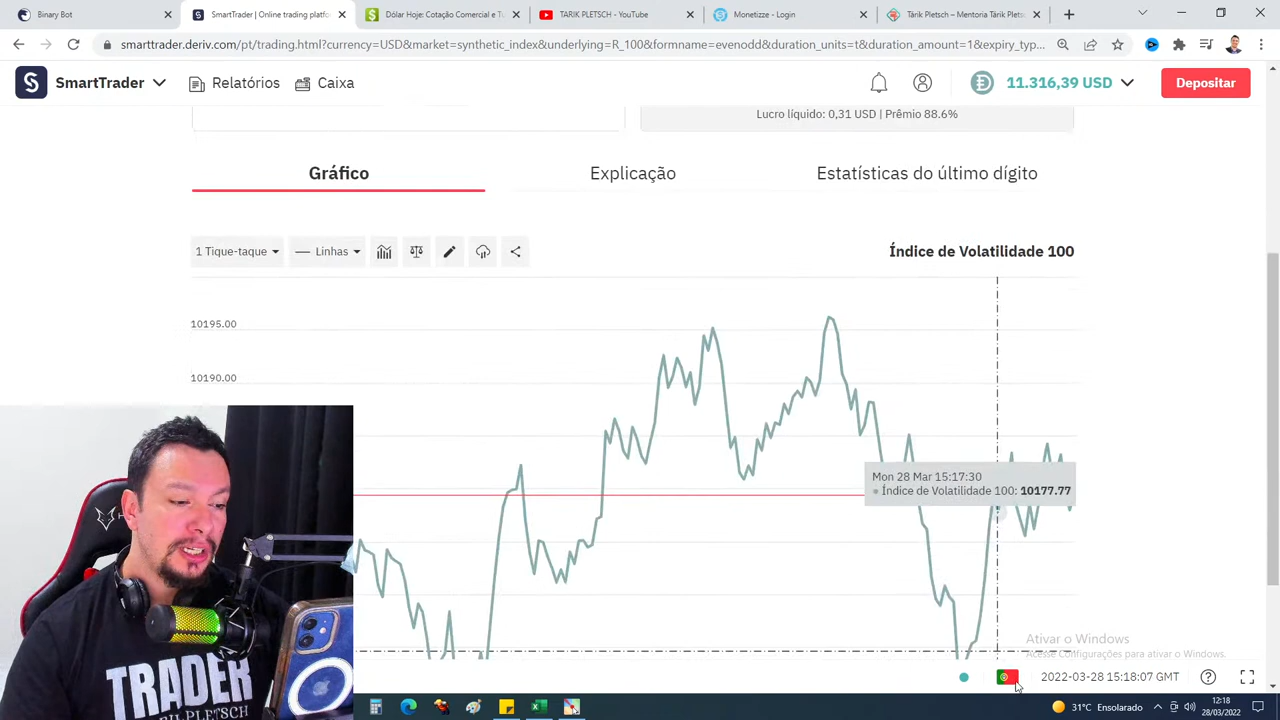 Binary Bot
SmartTrader | Online trading platfo
Dólar Hoje: Cotação Comercial e Tu
TARIK PLETSCH - YouTube
Monetizze - Login
Tárik Pletsch – Mentoria Tárik Plets
smarttrader.deriv.com/pt/trading.html?currency=USD&market=synthetic_index&underlying=R_100&formname=evenodd&duration_units=t&duration_amount=1&expiry_typ...
SmartTrader
Relatórios
Caixa
11.316,39 USD
Depositar
Lucro líquido: 0,31 USD | Prêmio 88.6%
Gráfico
Explicação
Estatísticas do último dígito
1 Tique-taque
Linhas
Índice de Volatilidade 100
10195.00
10190.00
Mon 28 Mar 15:17:30
Índice de Volatilidade 100: 10177.77
TRADER
Ativar o Windows
Acesse Configurações para ativar o Windows.
2022-03-28 15:18:07 GMT
31°C Ensolarado
12:18
28/03/2022